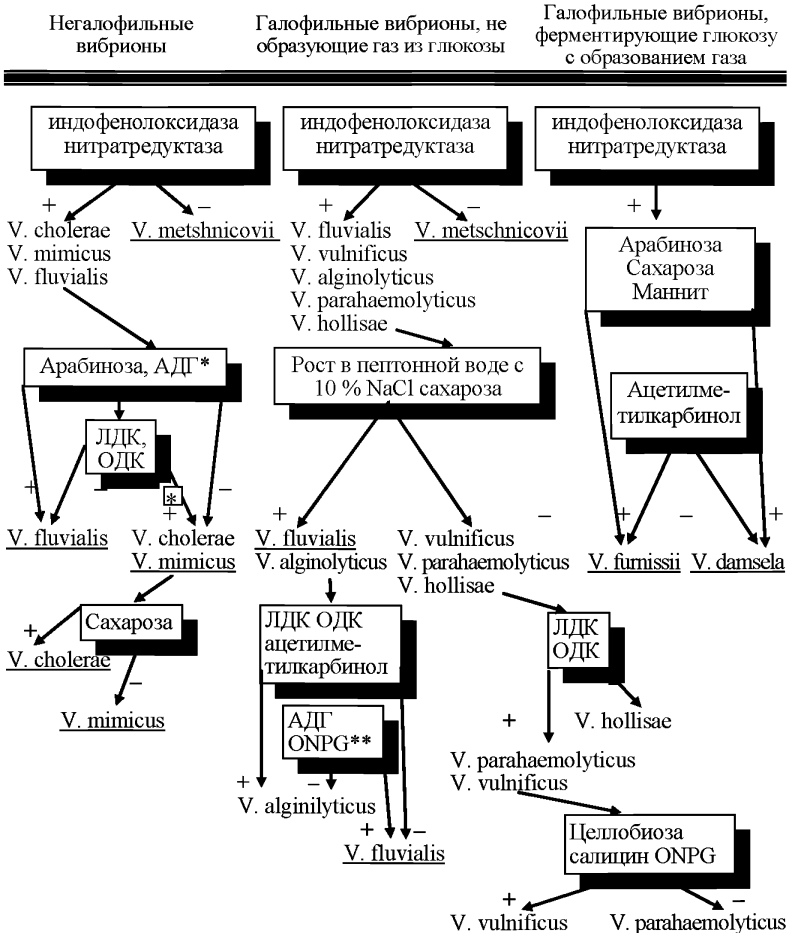 Негалофильные
вибрионы
Галофильные вибрионы, не
образующие газ из глюкозы
Галофильные вибрионы,
ферментирующие глюкозу
с образованием газа
индофенолоксидаза
нитратредуктаза
+
−
V. cholerae
V. mimicus
V. fluvialis
V. metshnicovii
Арабиноза, АДГ*
ЛДК,
ОДК
+
−
*
+
−
V. fluvialis
V. cholerae
V. mimicus
Сахароза
+
V. cholerae
−
V. mimicus
индофенолоксидаза
нитратредуктаза
+
−
V. fluvialis
V. vulnificus
V. alginolyticus
V. parahaemolyticus
V. hollisae
V. metschnicovii
Рост в пептонной воде с
10 % NaCl сахароза
+
−
V. fluvialis
V. alginolyticus
V. vulnificus
V. parahaemolyticus
V. hollisae
ЛДК ОДК
ацетилме-
тилкарбинол
АДГ
ONPG**
+
−
V. alginilyticus
+
−
V. fluvialis
ЛДК
ОДК
+
−
V. hollisae
V. parahaemolyticus
V. vulnificus
Целлобиоза
салицин ONPG
+
−
V. vulnificus
V. parahaemolyticus
индофенолоксидаза
нитратредуктаза
+
Арабиноза
Сахароза
Маннит
Ацетилме-
тилкарбинол
+
−
+
V. furnissii
V. damsela